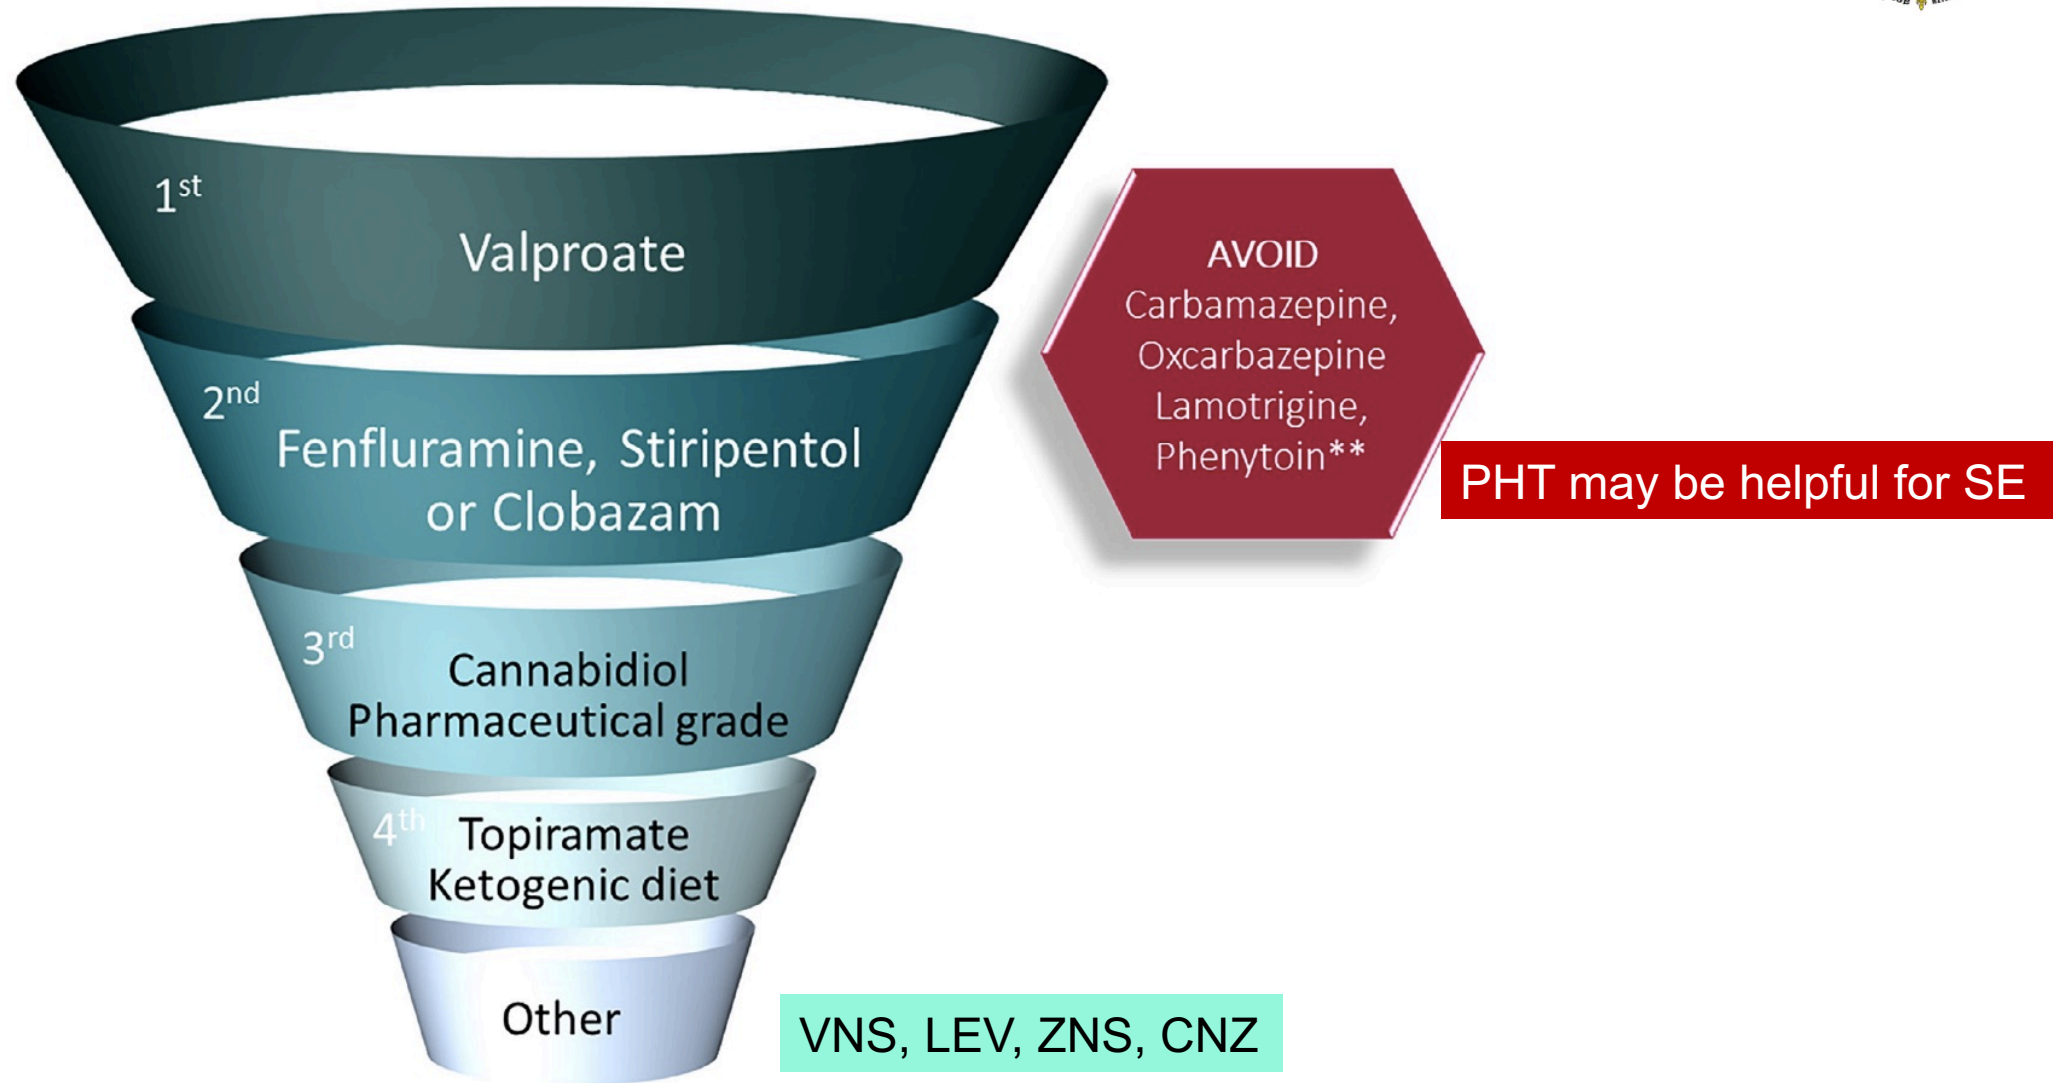 1st
Valproate
2nd
Fenfluramine, Stiripentol
or Clobazam
3rd
Cannabidiol
Pharmaceutical grade
4th
Topiramate
Ketogenic diet
Other
AVOID
Carbamazepine,
Oxcarbazepine
Lamotrigine,
Phenytoin**
PHT may be helpful for SE
VNS, LEV, ZNS, CNZ